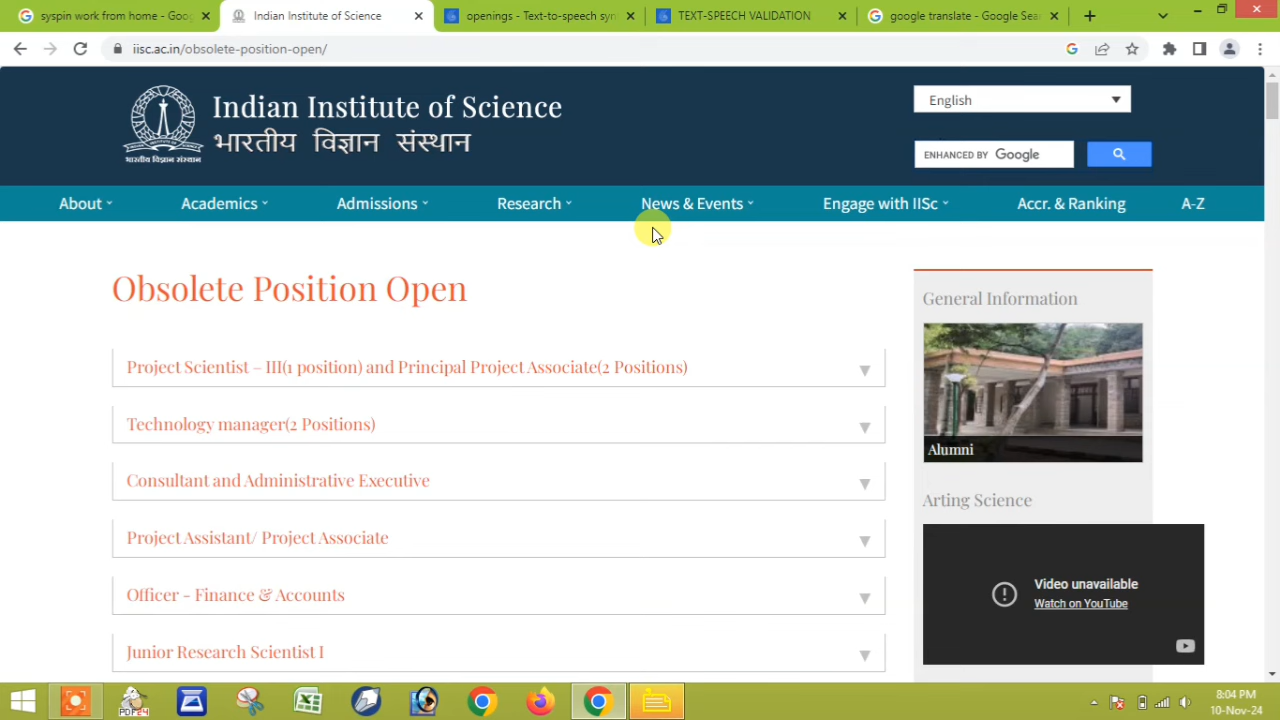 syspin work from home - Goo
Indian Institute of Science
openings - Text-to-speech syn
TEXT-SPEECH VALIDATION
google translate - Google Sear
iisc.ac.in/obsolete-position-open/
Indian Institute of Science
भारतीय विज्ञान संस्थान
भारतीय विज्ञान संस्थान
English
ENHANCED BY Google
About
Academics
Admissions
Research
News & Events
Engage with IISc
Accr. & Ranking
A-Z
Obsolete Position Open
Project Scientist – III(1 position) and Principal Project Associate(2 Positions)
Technology manager(2 Positions)
Consultant and Administrative Executive
Project Assistant/ Project Associate
Officer - Finance & Accounts
Junior Research Scientist I
General Information
Alumni
Arting Science
Video unavailable
Watch on YouTube
PDF24
8:04 PM
10-Nov-24